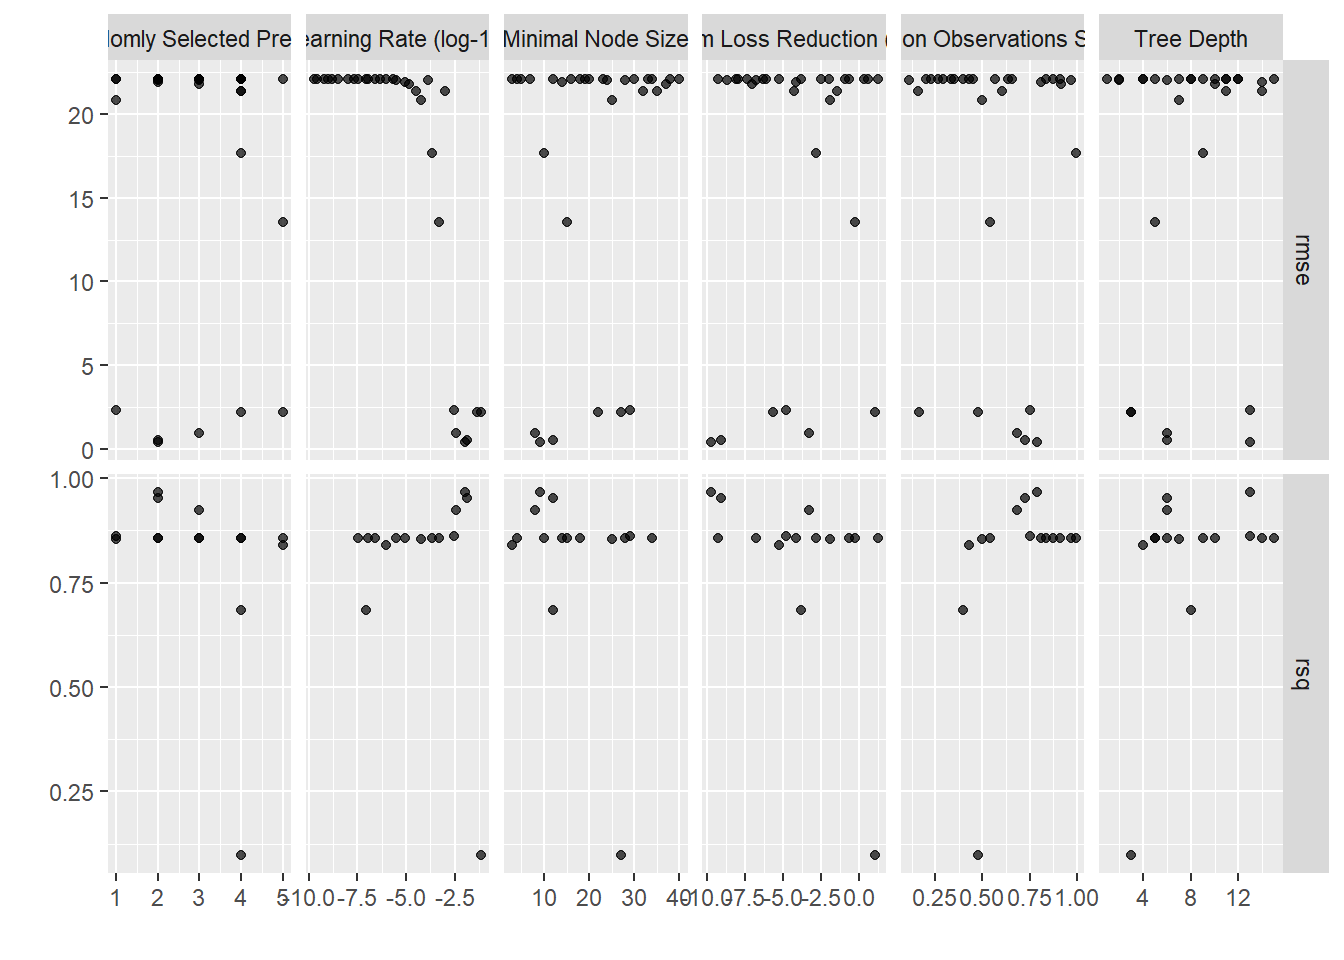 Selected Pre
Rate (log-1
Minimal Node Size
Loss Reduction (
Observations S
Tree Depth
20
15
10
5
0
rmse
1.00
0.75
0.50
0.25
rsq
1 2 3 4 5
-10.0 -7.5 -5.0 -2.5
10 20 30 40
-10.0 -7.5 -5.0 -2.5 0.0
0.25 0.50 0.75 1.00
4 8 12